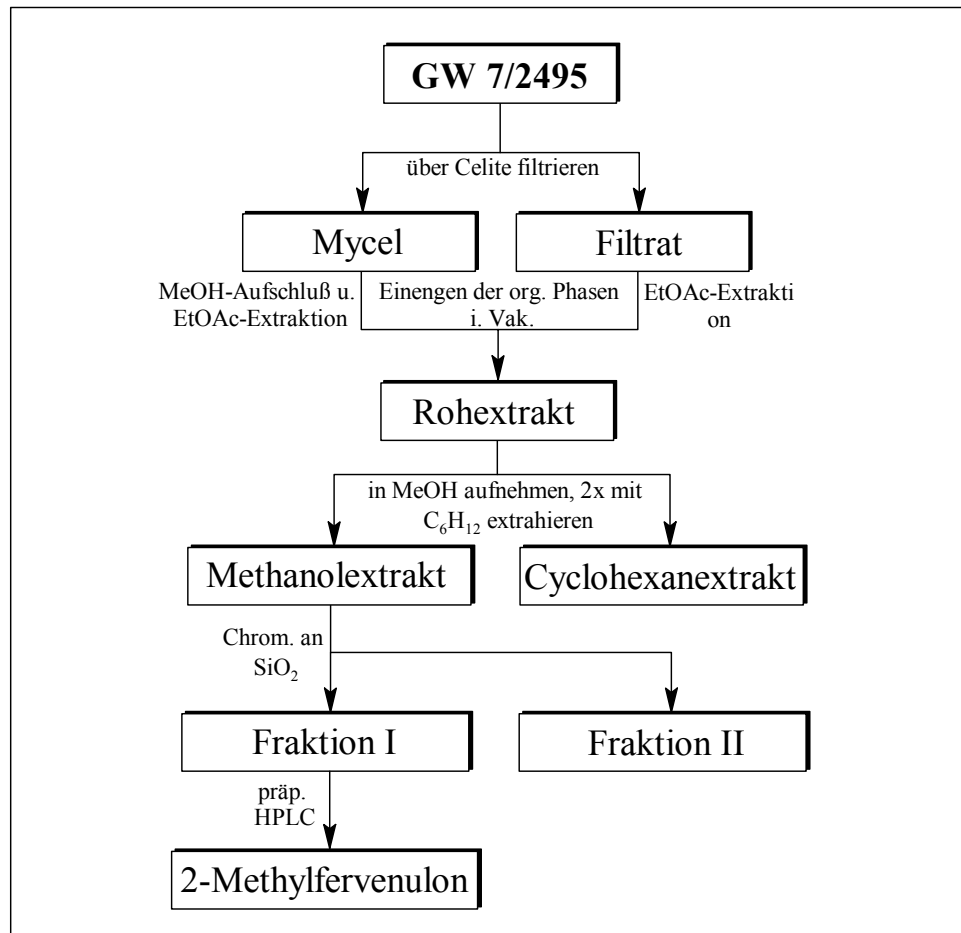 GW 7/2495
über Celite filtrieren
Mycel
Filtrat
MeOH-Aufschluß u.
EtOAc-Extraktion
Einengen der org. Phasen
i. Vak.
EtOAc-Extrakti
on
Rohextrakt
in MeOH aufnehmen, 2x mit
C₆H₁₂ extrahieren
Methanolextrakt
Cyclohexanextrakt
Chrom. an
SiO₂
Fraktion I
Fraktion II
präp.
HPLC
2-Methylfervenulon